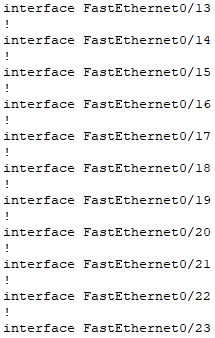 interface FastEthernet0/13
!
interface FastEthernet0/14
!
interface FastEthernet0/15
!
interface FastEthernet0/16
!
interface FastEthernet0/17
!
interface FastEthernet0/18
!
interface FastEthernet0/19
!
interface FastEthernet0/20
!
interface FastEthernet0/21
!
interface FastEthernet0/22
!
interface FastEthernet0/23